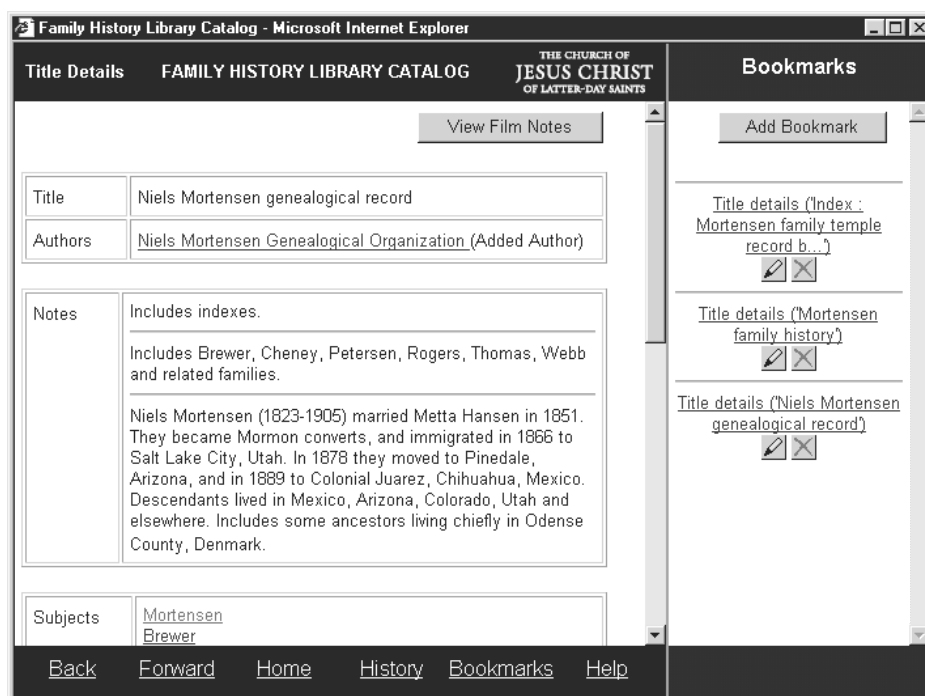 Family History Library Catalog - Microsoft Internet Explorer
Title Details
FAMILY HISTORY LIBRARY CATALOG
THE CHURCH OF
JESUS CHRIST
OF LATTER-DAY SAINTS
View Film Notes
Title
Niels Mortensen genealogical record
Authors
Niels Mortensen Genealogical Organization (Added Author)
Notes
Includes indexes.
Includes Brewer, Cheney, Petersen, Rogers, Thomas, Webb
and related families.
Niels Mortensen (1823-1905) married Metta Hansen in 1851.
They became Mormon converts, and immigrated in 1866 to
Salt Lake City, Utah. In 1878 they moved to Pinedale,
Arizona, and in 1889 to Colonial Juarez, Chihuahua, Mexico.
Descendants lived in Mexico, Arizona, Colorado, Utah and
elsewhere. Includes some ancestors living chiefly in Odense
County, Denmark.
Subjects
Mortensen
Brewer
Bookmarks
Add Bookmark
Title details ('Index :
Mortensen family temple
record b...')
Title details ('Mortensen
family history')
Title details ('Niels Mortensen
genealogical record')
Back
Forward
Home
History
Bookmarks
Help